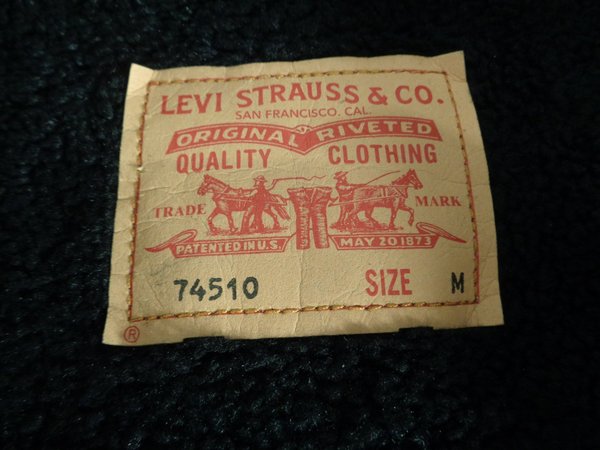 LEVI STRAUSS & CO.
SAN FRANCISCO. CAL.
ORIGINAL RIVETED
QUALITY CLOTHING
TRADE MARK
PATENTED IN U.S. MAY 20 1873
74510 SIZE M
®